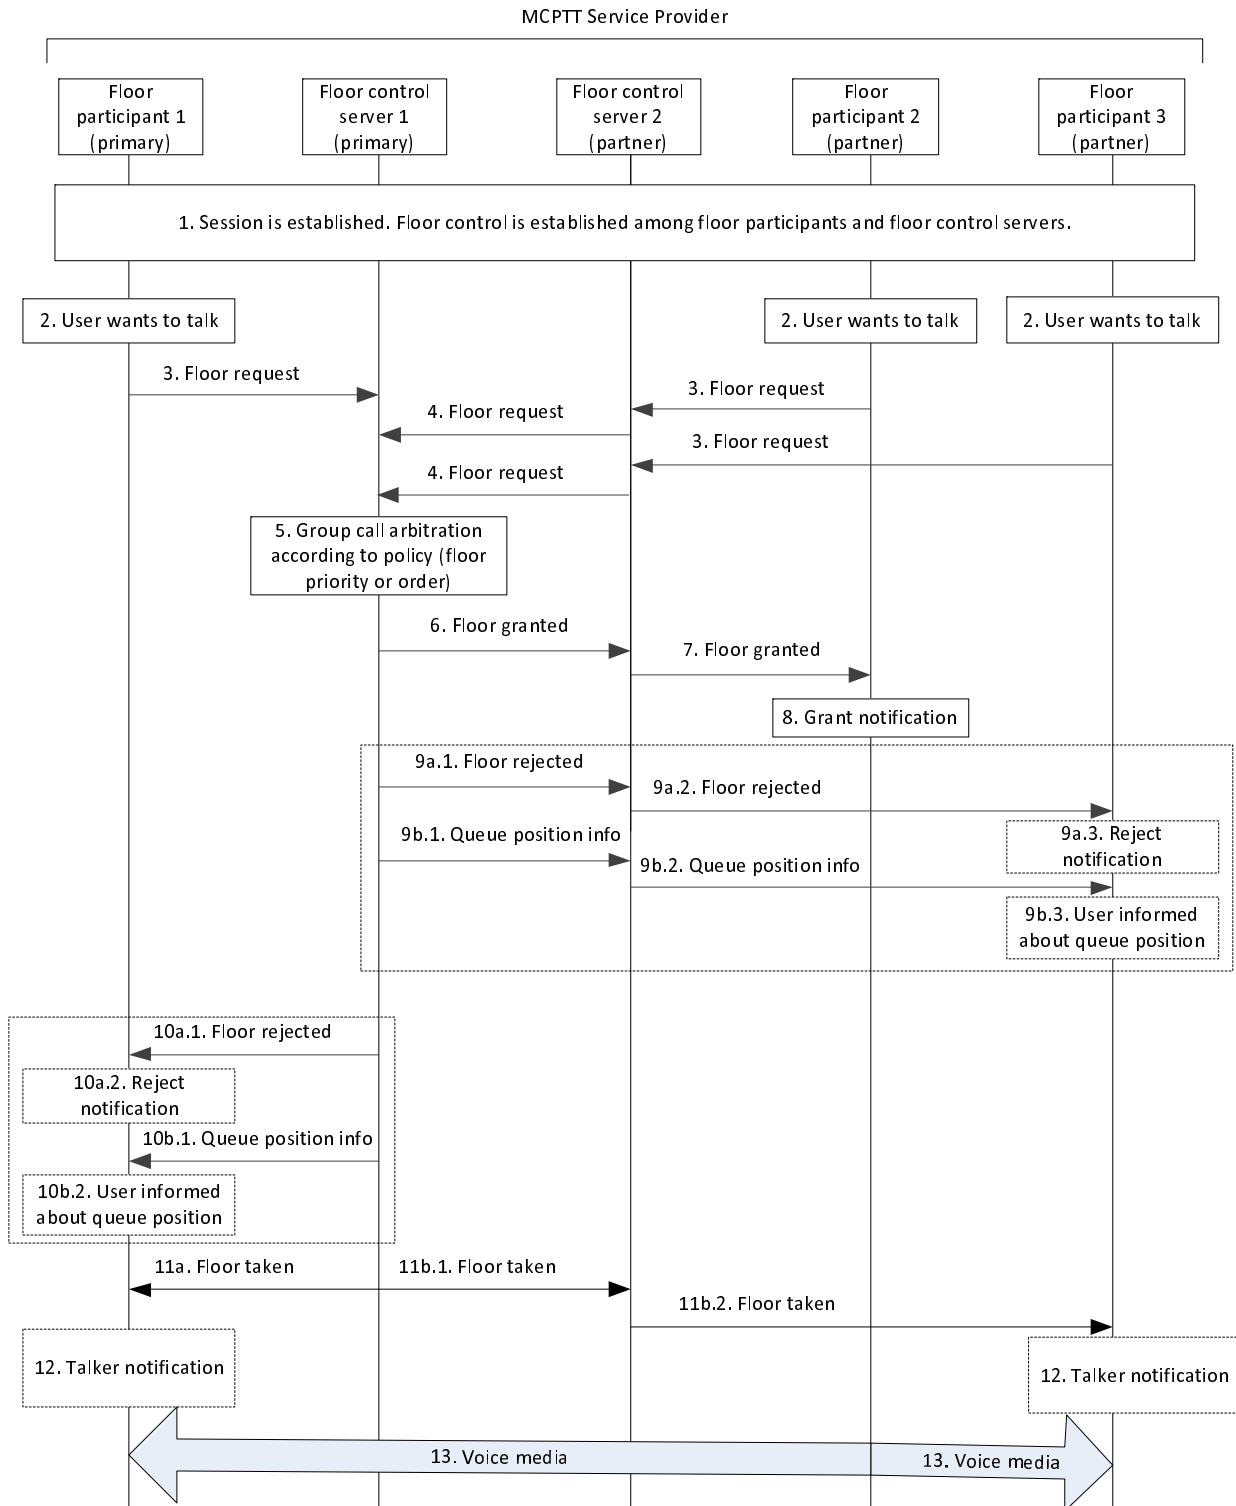 MCPTT Service Provider
Floor
participant 1
(primary)
Floor control
server 1
(primary)
Floor control
server 2
(partner)
Floor
participant 2
(partner)
Floor
participant 3
(partner)
1. Session is established. Floor control is established among floor participants and floor control servers.
2. User wants to talk
2. User wants to talk
2. User wants to talk
3. Floor request
3. Floor request
4. Floor request
3. Floor request
4. Floor request
5. Group call arbitration
according to policy (floor
priority or order)
6. Floor granted
7. Floor granted
8. Grant notification
9a.1. Floor rejected
9a.2. Floor rejected
9a.3. Reject
notification
9b.1. Queue position info
9b.2. Queue position info
9b.3. User informed
about queue position
10a.1. Floor rejected
10a.2. Reject
notification
10b.1. Queue position info
10b.2. User informed
about queue position
11a. Floor taken
11b.1. Floor taken
11b.2. Floor taken
12. Talker notification
12. Talker notification
13. Voice media
13. Voice media